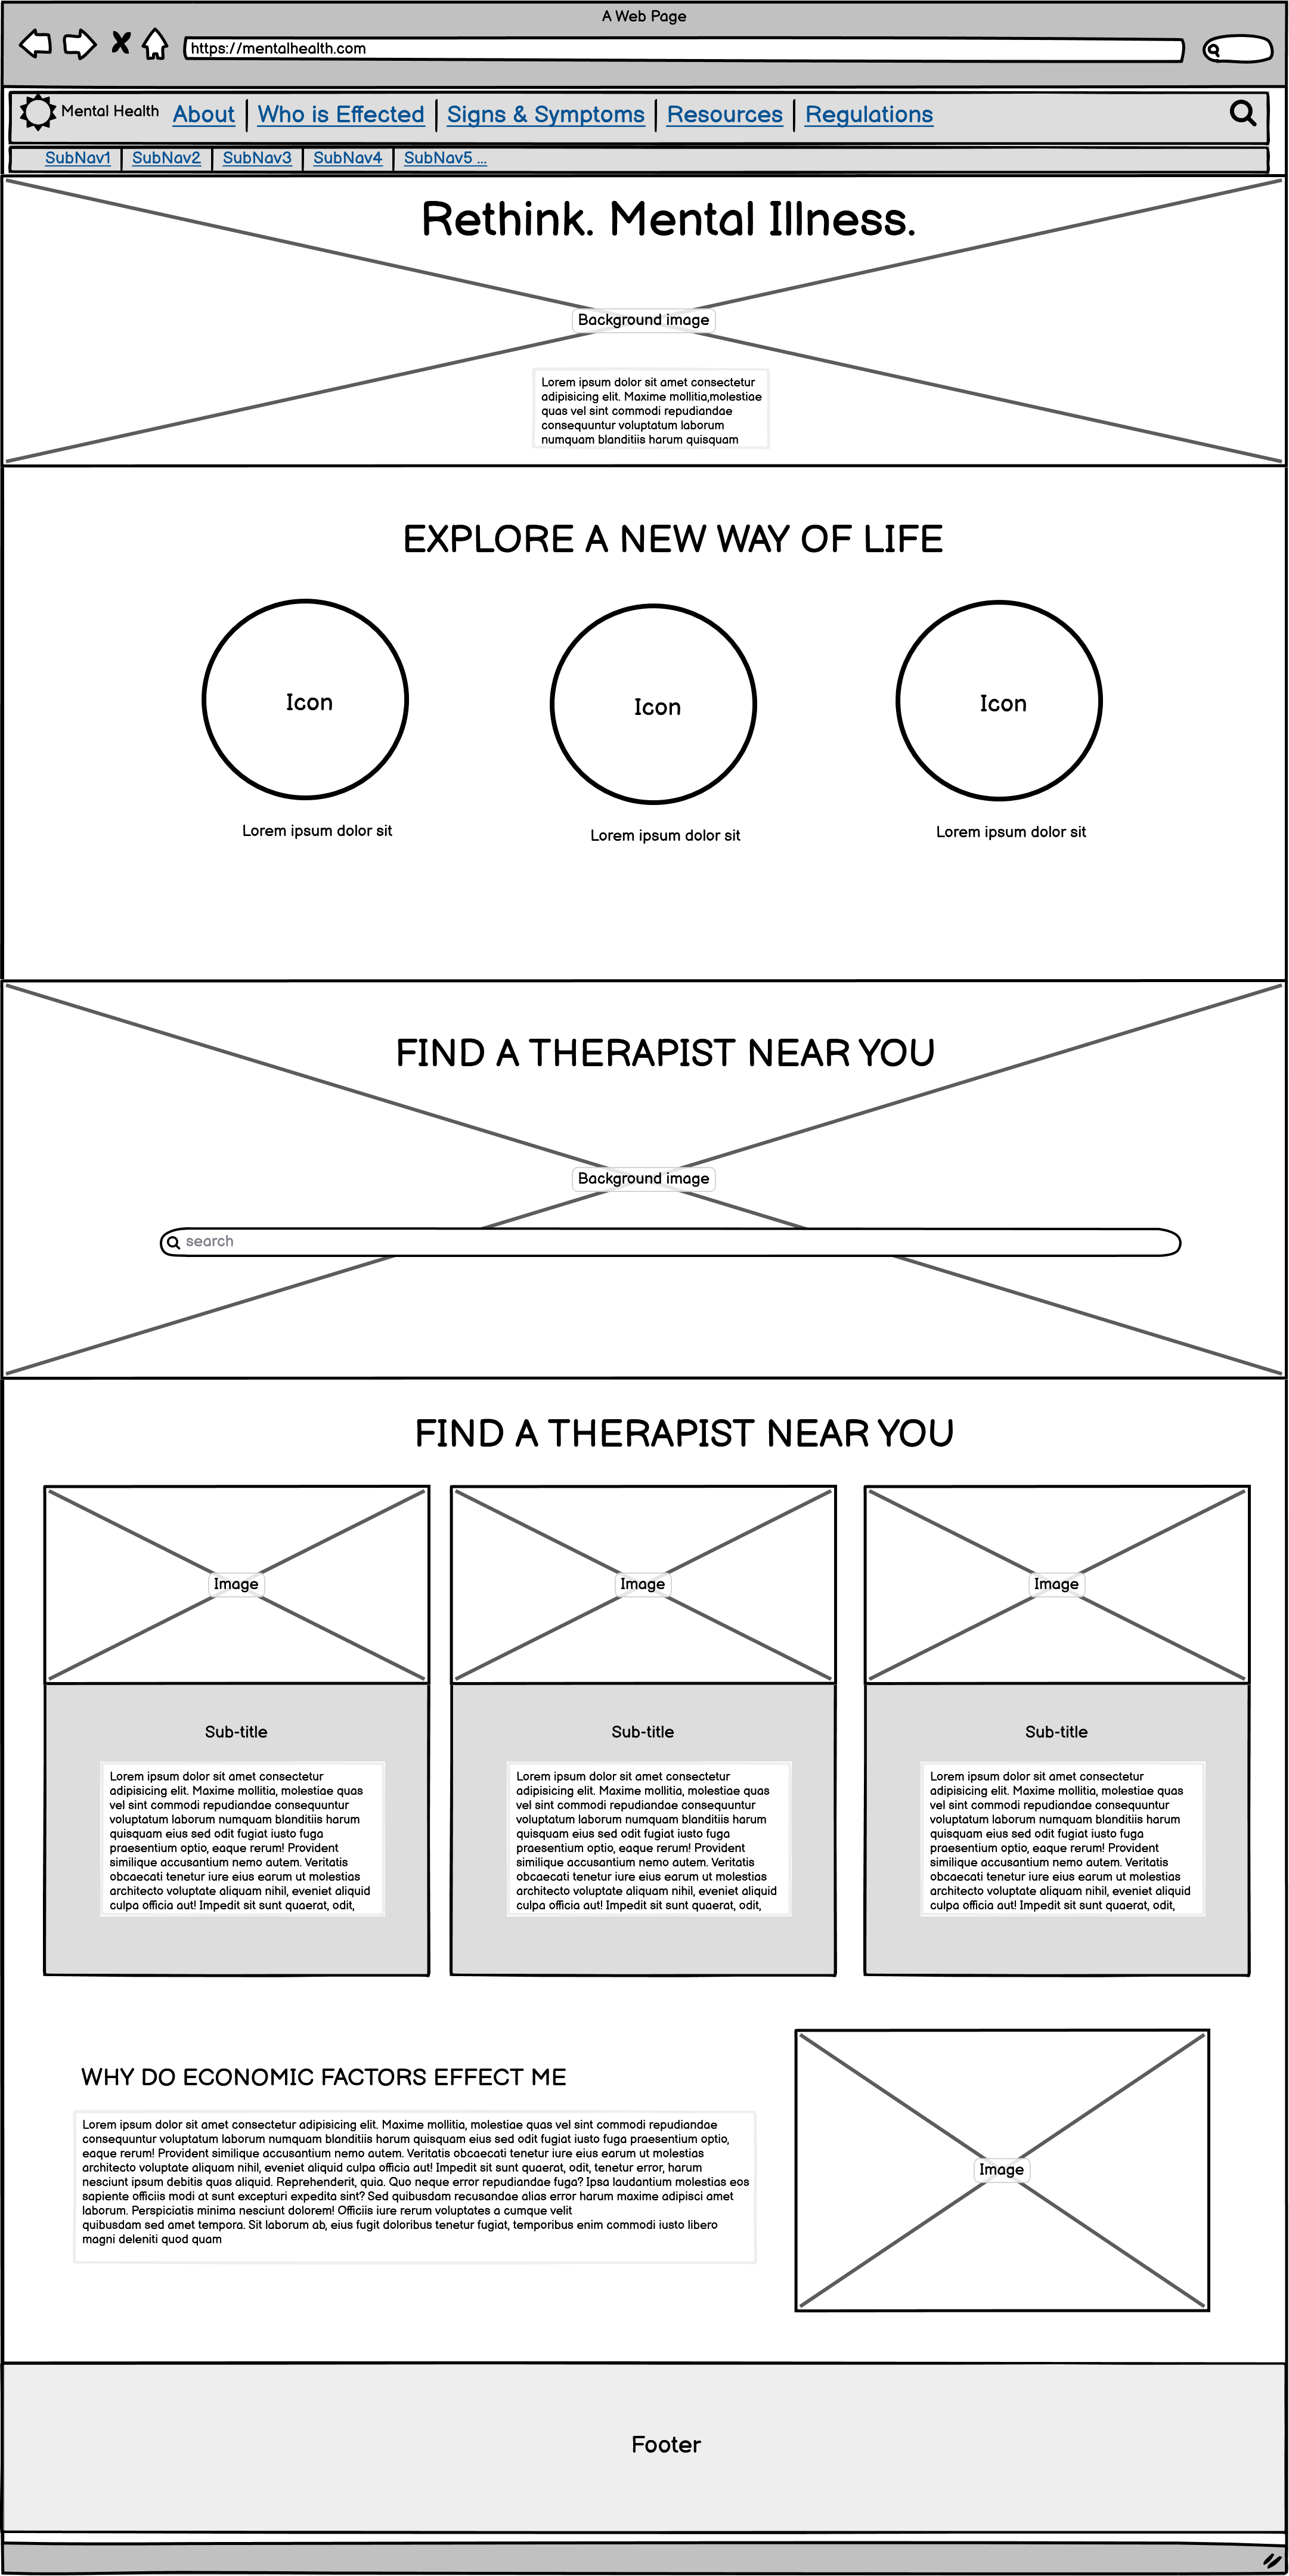 A Web Page
https://mentalhealth.com
Mental Health About Who is Effected Signs & Symptoms Resources Regulations
SubNav1 SubNav2 SubNav3 SubNav4 SubNav5 ...
Rethink. Mental Illness.
Background image
Lorem ipsum dolor sit amet consectetur
adipisicing elit. Maxime mollitia,molestiae
quas vel sint commodi repudiandae
consequuntur voluptatum laborum
numquam blanditiis harum quisquam
EXPLORE A NEW WAY OF LIFE
Icon
Icon
Icon
Lorem ipsum dolor sit
Lorem ipsum dolor sit
Lorem ipsum dolor sit
FIND A THERAPIST NEAR YOU
Background image
search
FIND A THERAPIST NEAR YOU
Image
Image
Image
Sub-title
Lorem ipsum dolor sit amet consectetur
adipisicing elit. Maxime mollitia, molestiae quas
vel sint commodi repudiandae consequuntur
voluptatum laborum numquam blanditiis harum
quisquam eius sed odit fugiat iusto fuga
praesentium optio, eaque rerum! Provident
similique accusantium nemo autem. Veritatis
obcaecati tenetur iure eius earum ut molestias
architecto voluptate aliquam nihil, eveniet aliquid
culpa officia aut! Impedit sit sunt quaerat, odit,
Sub-title
Lorem ipsum dolor sit amet consectetur
adipisicing elit. Maxime mollitia, molestiae quas
vel sint commodi repudiandae consequuntur
voluptatum laborum numquam blanditiis harum
quisquam eius sed odit fugiat iusto fuga
praesentium optio, eaque rerum! Provident
similique accusantium nemo autem. Veritatis
obcaecati tenetur iure eius earum ut molestias
architecto voluptate aliquam nihil, eveniet aliquid
culpa officia aut! Impedit sit sunt quaerat, odit,
Sub-title
Lorem ipsum dolor sit amet consectetur
adipisicing elit. Maxime mollitia, molestiae quas
vel sint commodi repudiandae consequuntur
voluptatum laborum numquam blanditiis harum
quisquam eius sed odit fugiat iusto fuga
praesentium optio, eaque rerum! Provident
similique accusantium nemo autem. Veritatis
obcaecati tenetur iure eius earum ut molestias
architecto voluptate aliquam nihil, eveniet aliquid
culpa officia aut! Impedit sit sunt quaerat, odit,
WHY DO ECONOMIC FACTORS EFFECT ME
Lorem ipsum dolor sit amet consectetur adipisicing elit. Maxime mollitia, molestiae quas vel sint commodi repudiandae
consequuntur voluptatum laborum numquam blanditiis harum quisquam eius sed odit fugiat iusto fuga praesentium optio,
eaque rerum! Provident similique accusantium nemo autem. Veritatis obcaecati tenetur iure eius earum ut molestias
architecto voluptate aliquam nihil, eveniet aliquid culpa officia aut! Impedit sit sunt quaerat, odit, tenetur error, harum
nesciunt ipsum debitis quas aliquid. Reprehenderit, quia. Quo neque error repudiandae fuga? Ipsa laudantium molestias eos
sapiente officiis modi at sunt excepturi expedita sint? Sed quibusdam recusandae alias error harum maxime adipisci amet
laborum. Perspiciatis minima nesciunt dolorem! Officiis iure rerum voluptates a cumque velit
quibusdam sed amet tempora. Sit laborum ab, eius fugit doloribus tenetur fugiat, temporibus enim commodi iusto libero
magni deleniti quod quam
Image
Footer